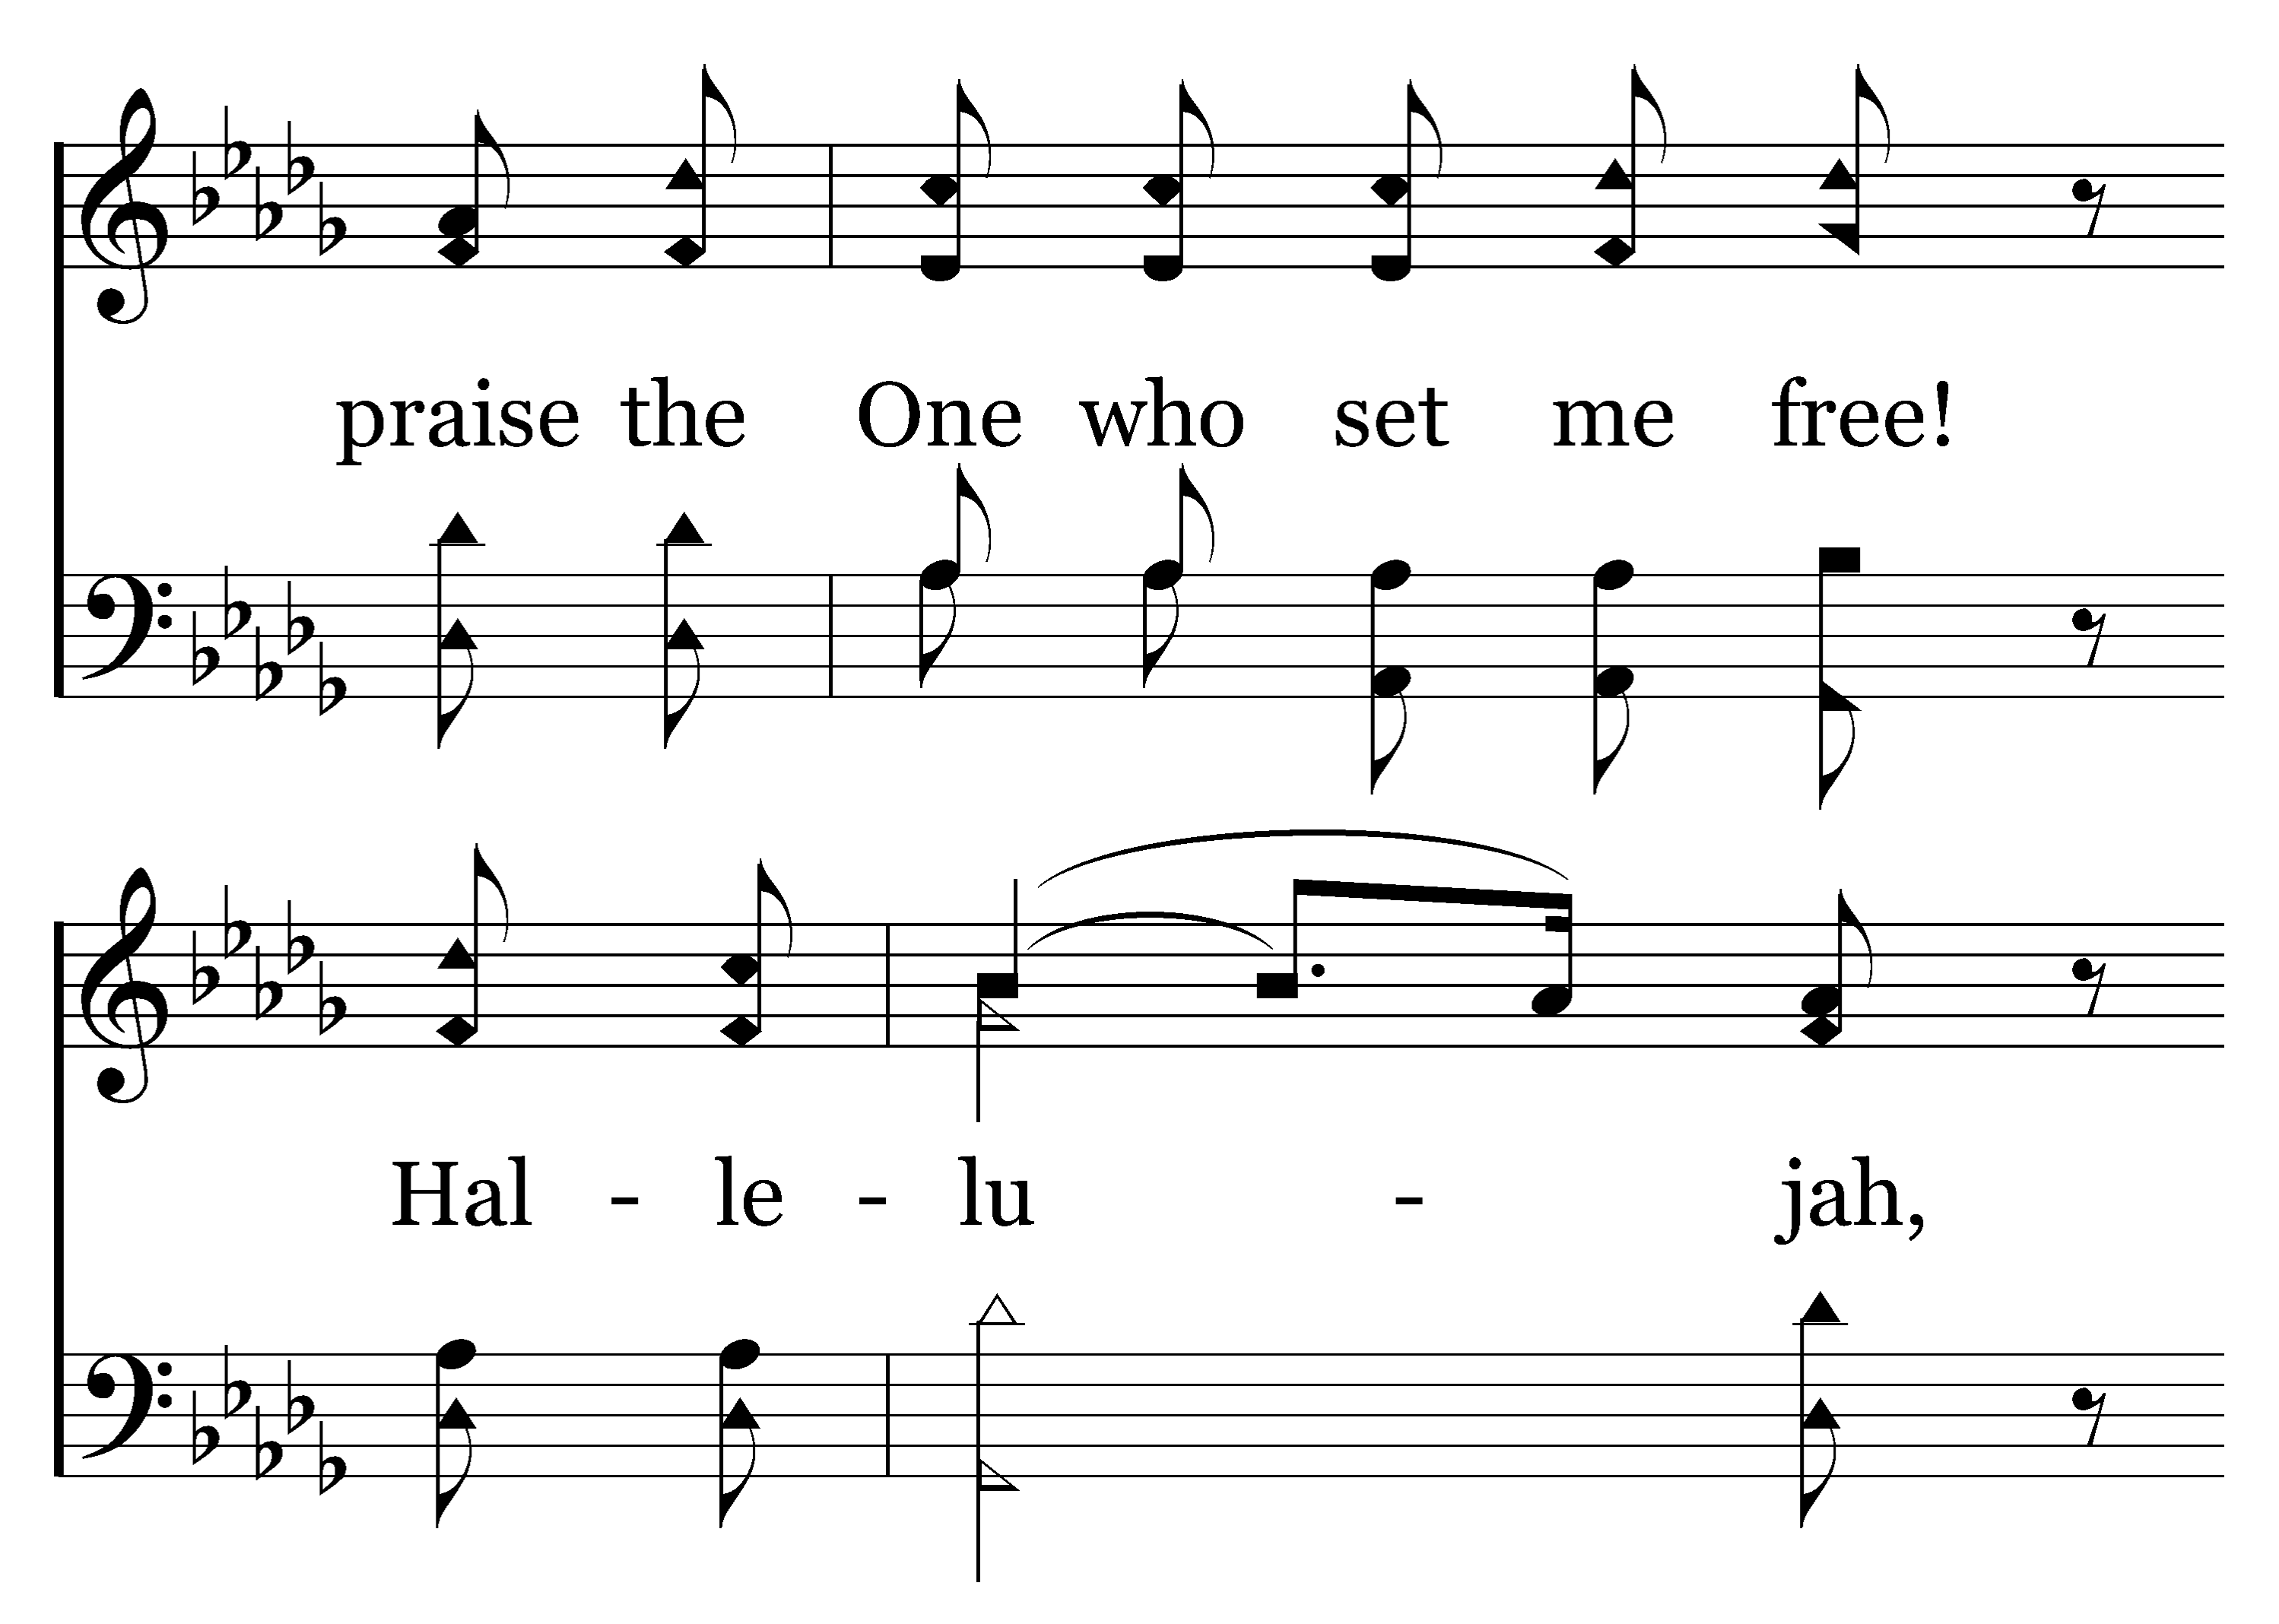 praise the One who set me free!
Hal - le - lu - jah,